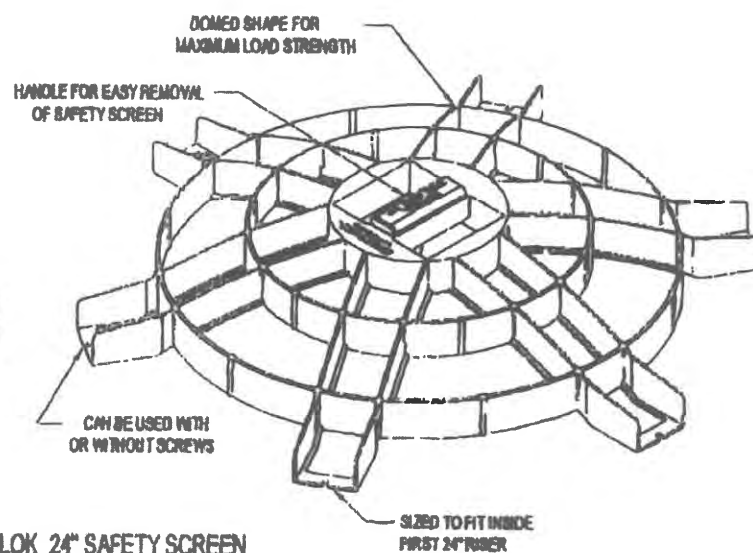 DOMED SHAPE FOR
MAXIMUM LOAD STRENGTH
HANDLE FOR EASY REMOVAL
OF SAFETY SCREEN
CAN BE USED WITH
OR WITHOUT SCREWS
SIZED TO FIT INSIDE
FIRST 24" RISER
LOK 24" SAFETY SCREEN